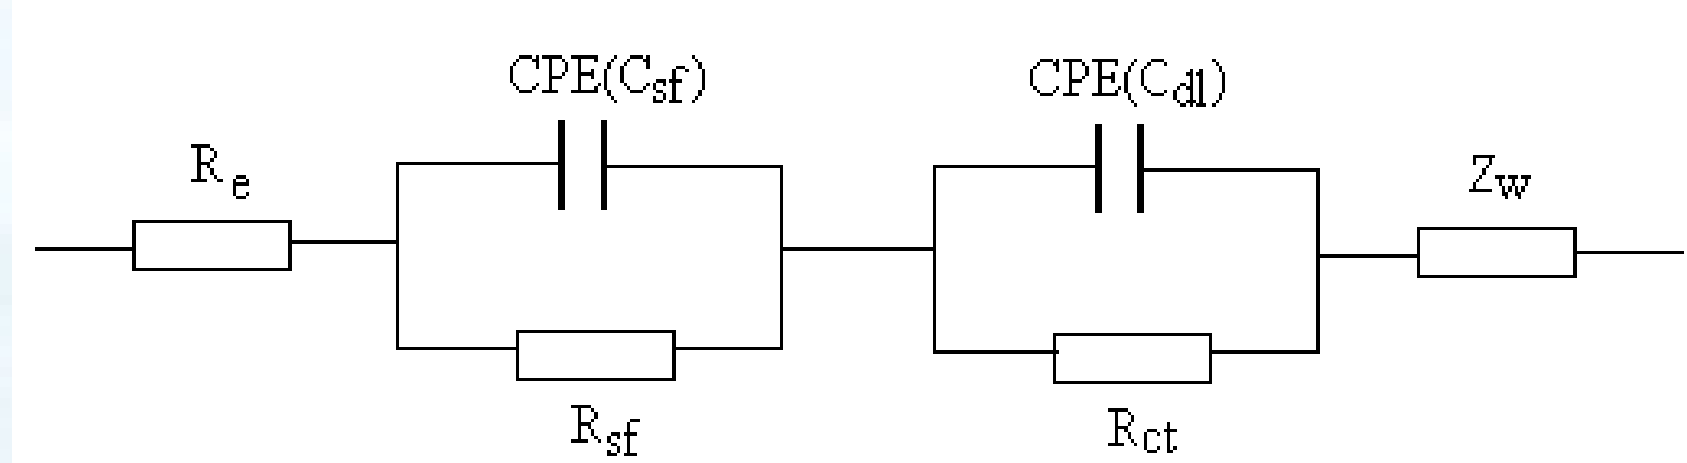 CPE(Csf)
CPE(Cdl)
Re
Zw
Rsf
Rct